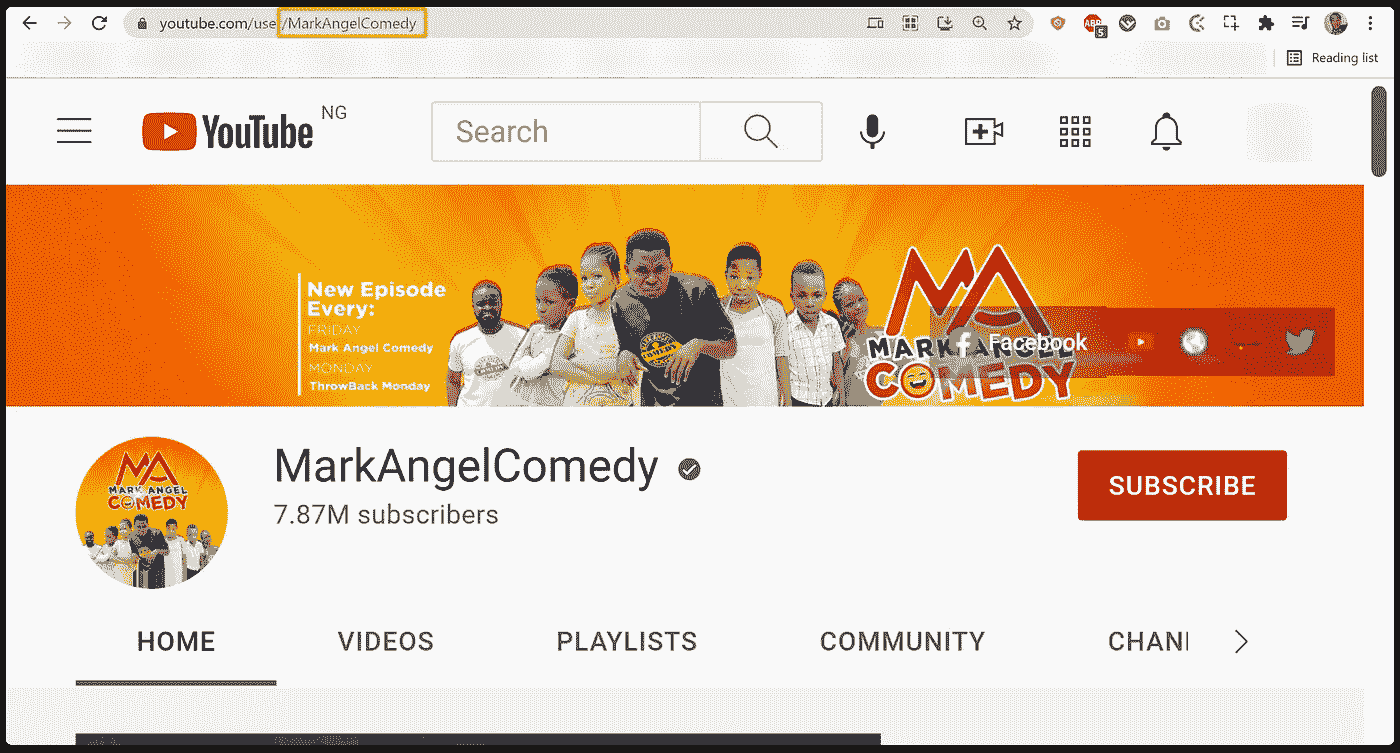 youtube.com/use/MarkAngelComedy
ABP
5
Reading list
YouTube NG
Search
New Episode
Every:
FRIDAY
Mark Angel Comedy
MONDAY
ThrowBack Monday
MA
MARK ANGEL
COMEDY
Facebook
MA
MARK ANGEL
COMEDY
MarkAngelComedy
7.87M subscribers
SUBSCRIBE
HOME VIDEOS PLAYLISTS COMMUNITY CHAN